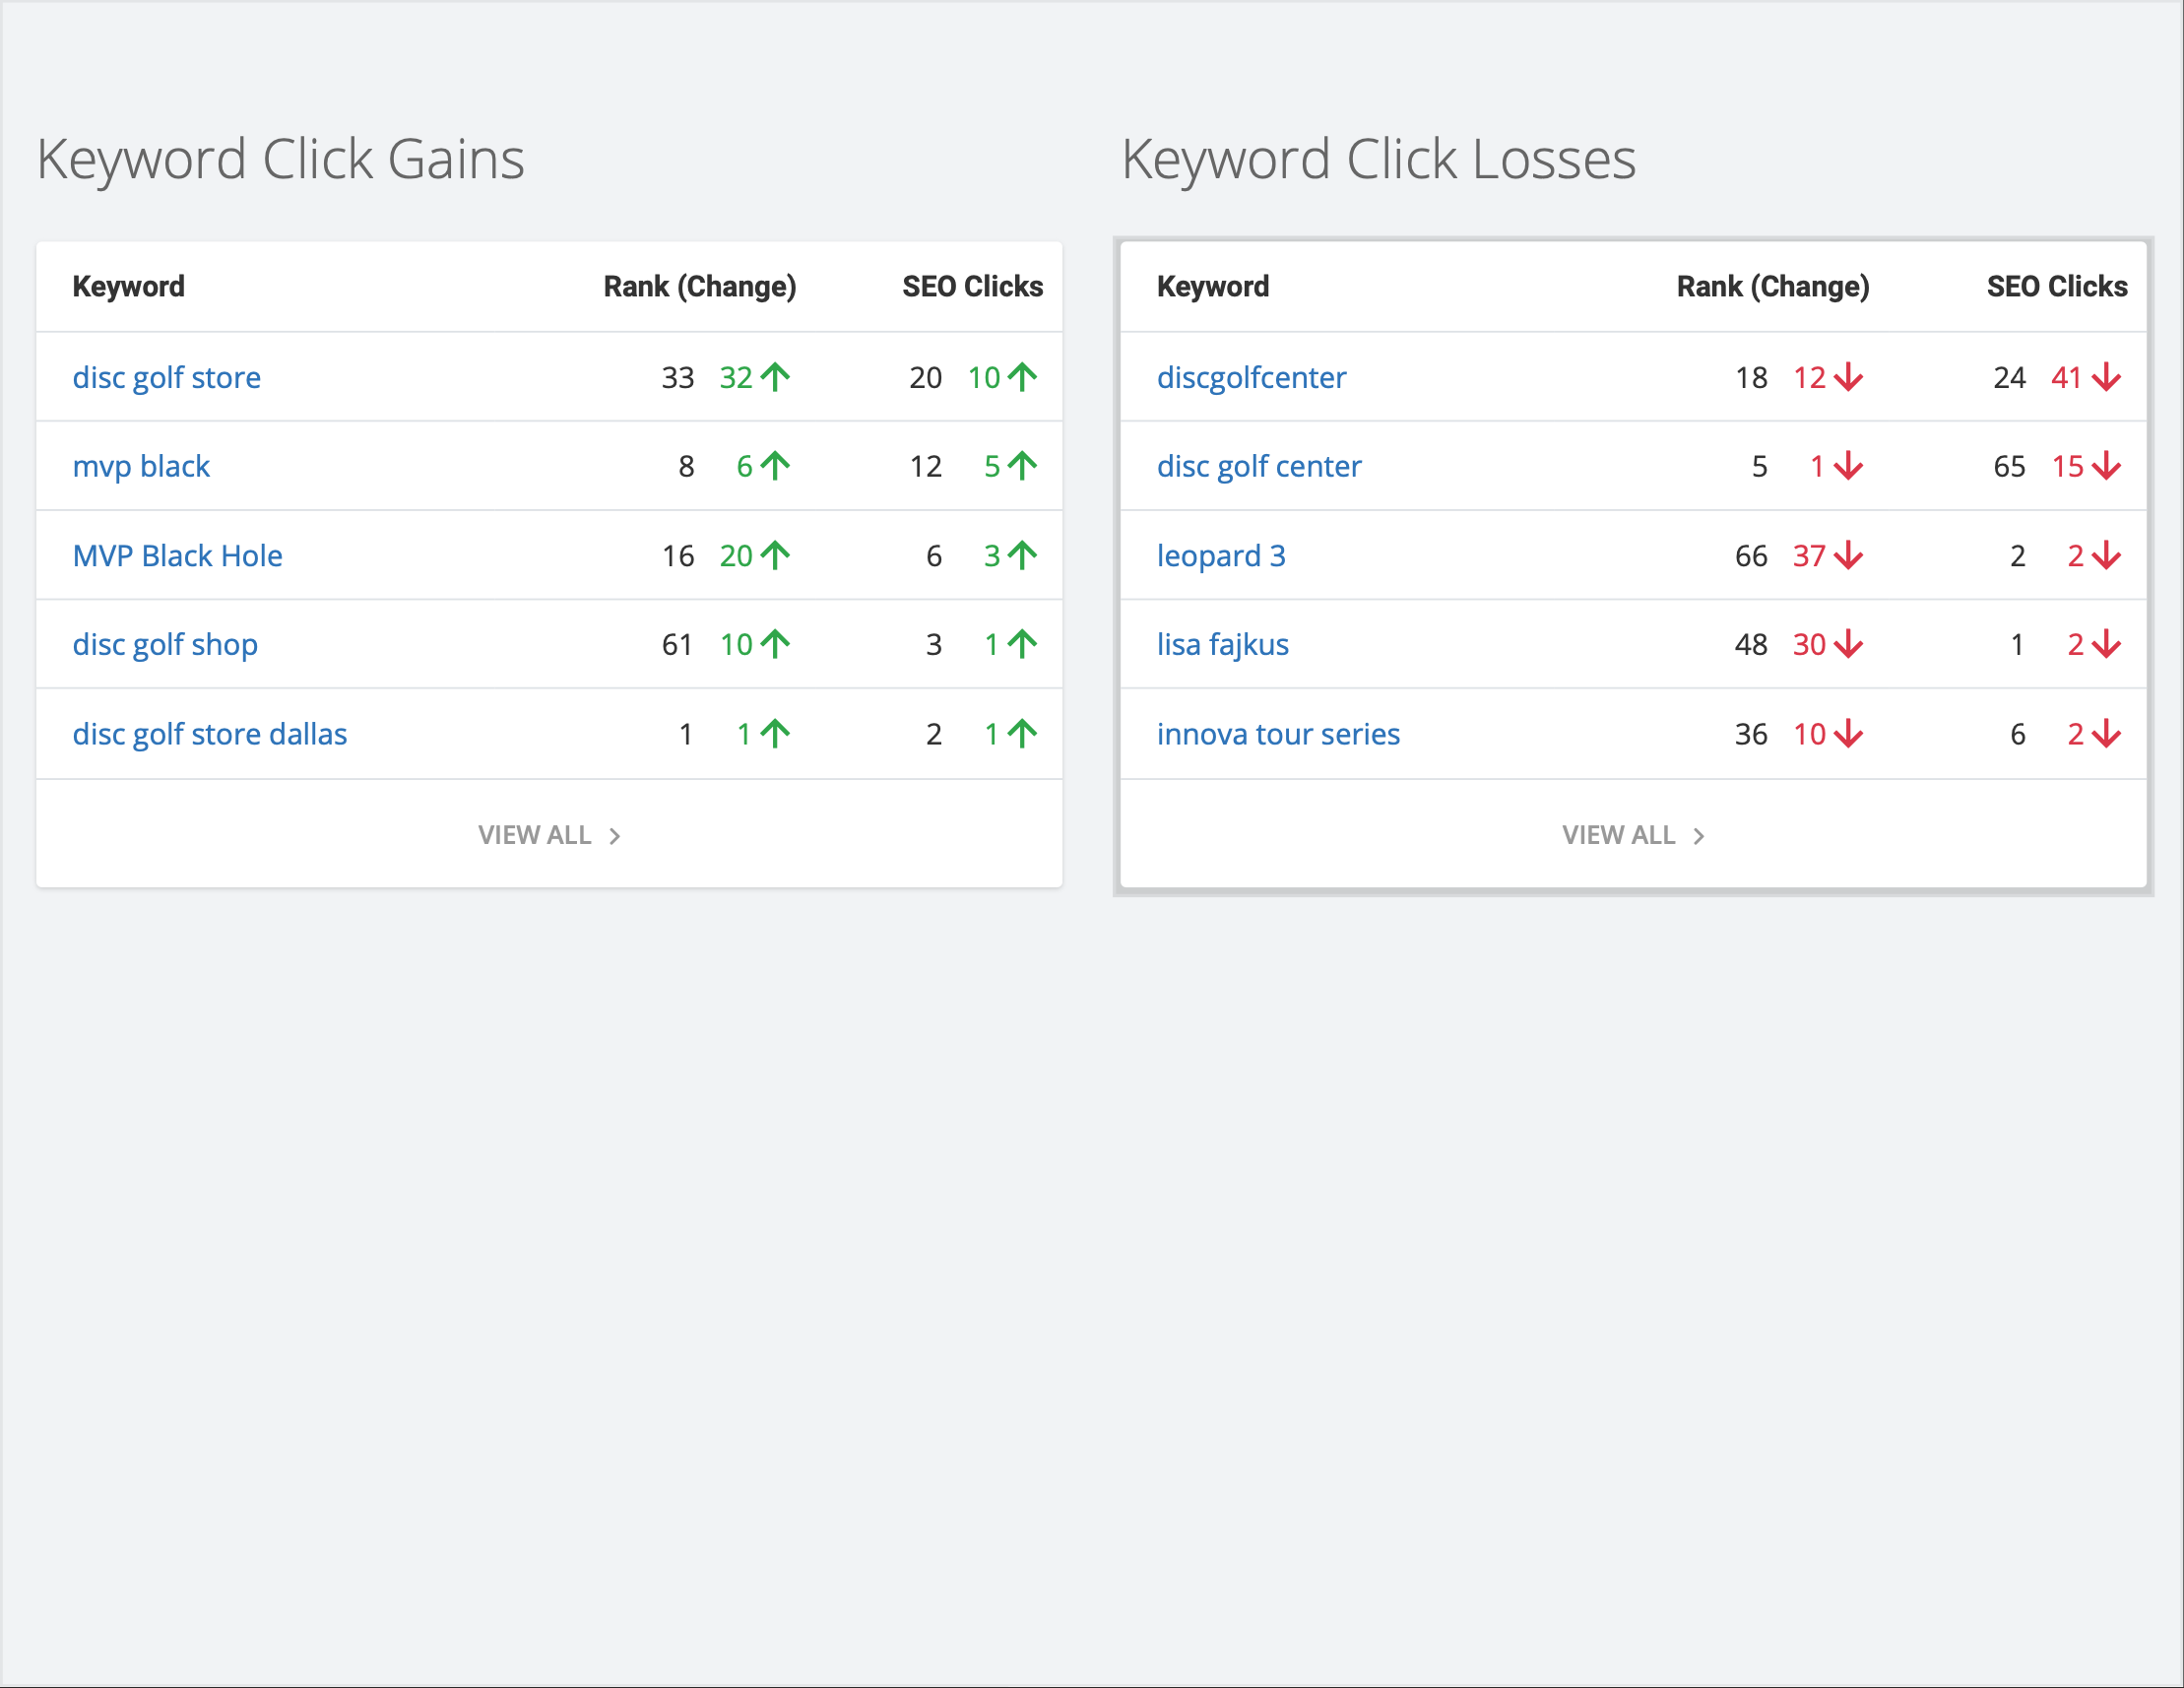 Keyword Click Gains
Keyword Rank (Change) SEO Clicks
disc golf store 33 32 20 10
mvp black 8 6 12 5
MVP Black Hole 16 20 6 3
disc golf shop 61 10 3 1
disc golf store dallas 1 1 2 1
VIEW ALL
Keyword Click Losses
Keyword Rank (Change) SEO Clicks
discgolfcenter 18 12 24 41
disc golf center 5 1 65 15
leopard 3 66 37 2 2
lisa fajkus 48 30 1 2
innova tour series 36 10 6 2
VIEW ALL